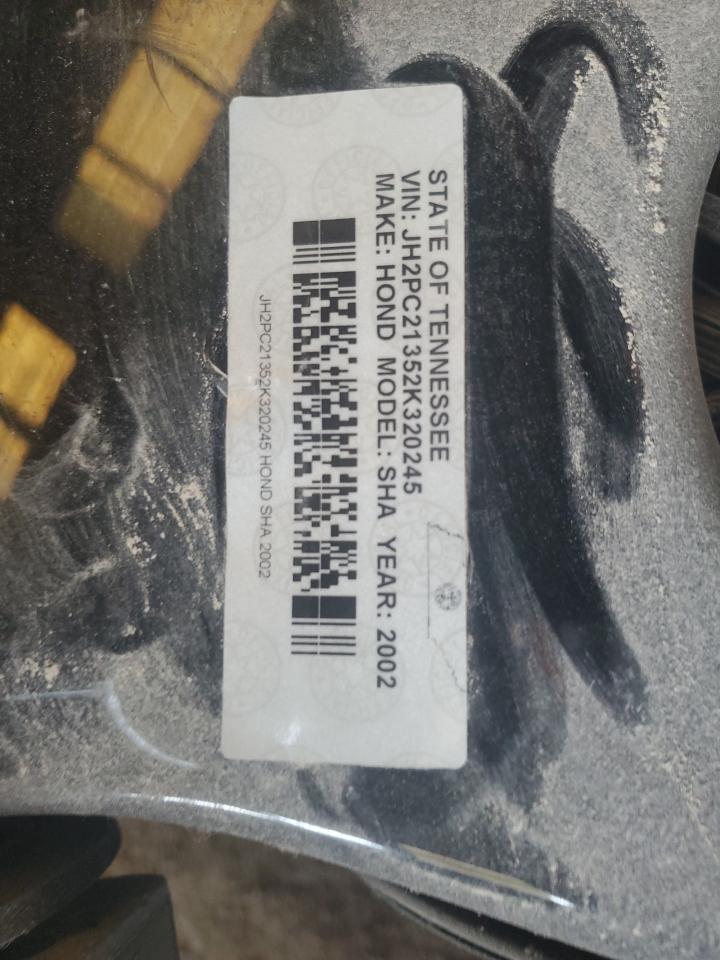 STATE OF TENNESSEE
VIN: JH2PC21352K320245
MAKE: HOND MODEL: SHA YEAR: 2002
JH2PC21352K320245 HOND SHA 2002